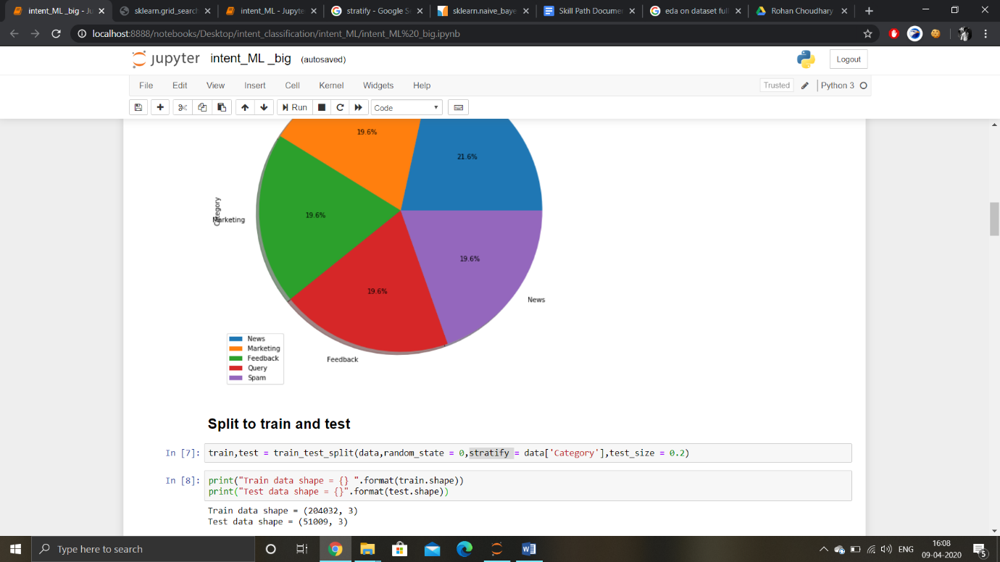 intent_ML _big - Ju
sklearn.grid_search
intent_ML - Jupyte
stratify - Google Se
sklearn.naive_baye
Skill Path Documen
eda on dataset full
Rohan Choudhary
localhost:8888/notebooks/Desktop/intent_classification/intent_ML/intent_ML%20_big.ipynb
jupyter intent_ML _big (autosaved)
Logout
File Edit View Insert Cell Kernel Widgets Help
Trusted Python 3
Run Code
19.6%
21.6%
Category
Marketing
19.6%
19.6%
19.6%
News
Feedback
News
Marketing
Feedback
Query
Spam
Split to train and test
In [7]: train,test = train_test_split(data,random_state = 0,stratify = data['Category'],test_size = 0.2)
In [8]: print("Train data shape = {} ".format(train.shape))
print("Test data shape = {}".format(test.shape))
Train data shape = (204032, 3)
Test data shape = (51009, 3)
Type here to search
ENG
16:08
09-04-2020
5